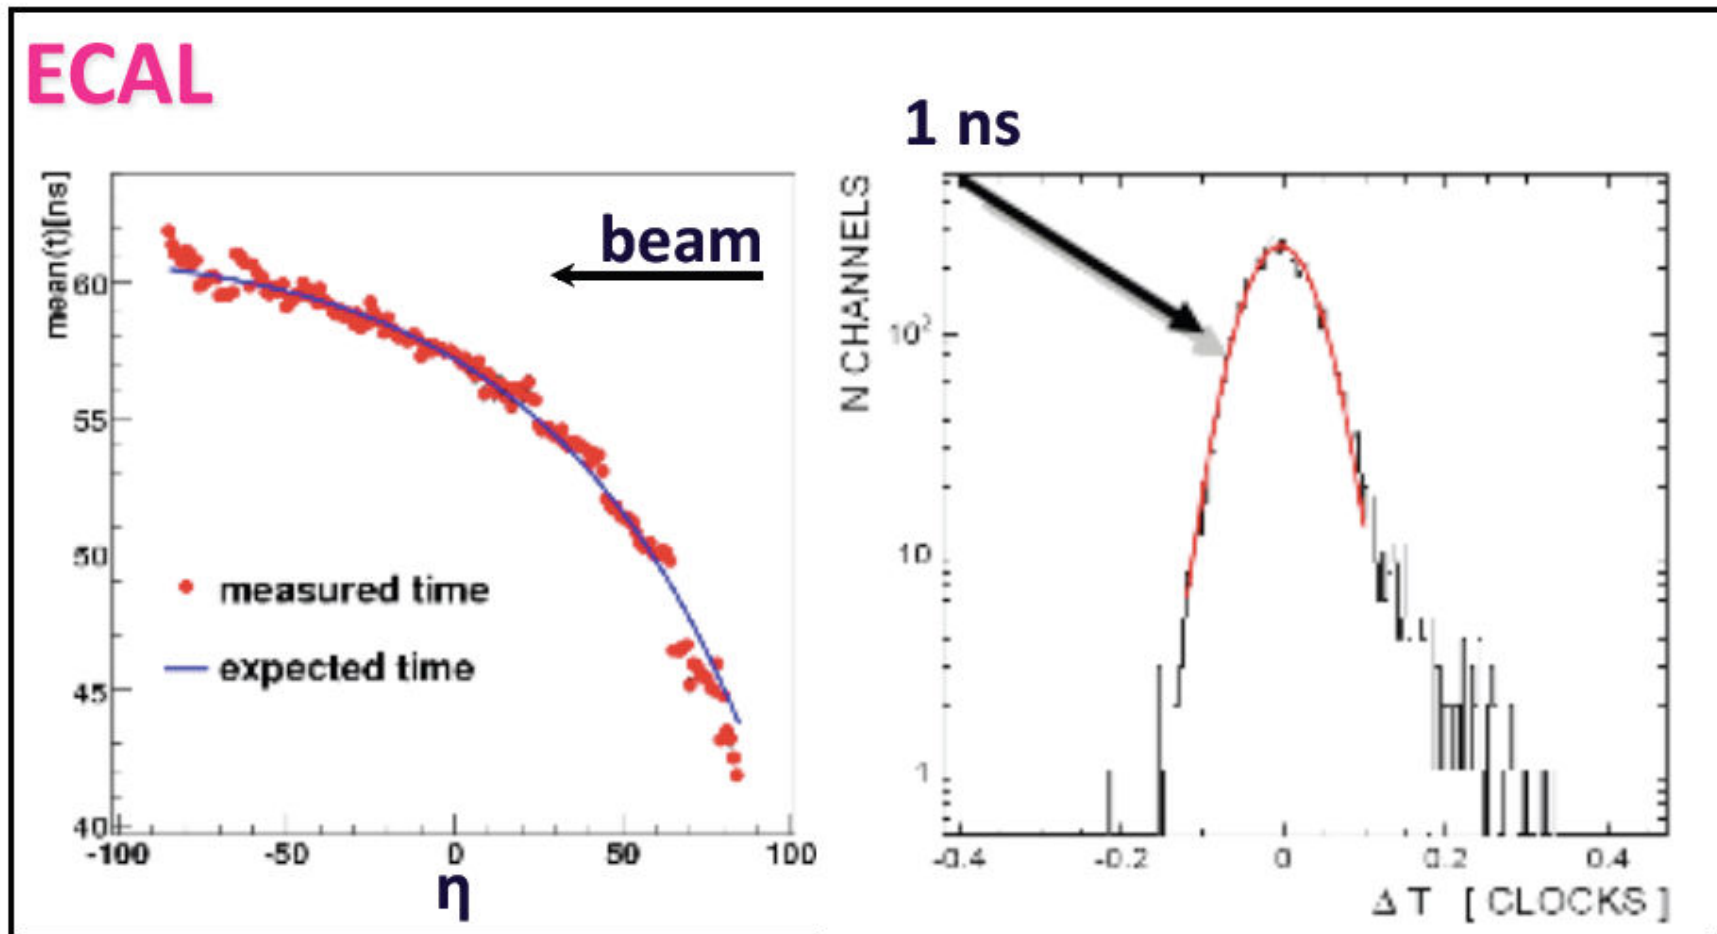 ECAL
1 ns
mean(t)[ns]
beam
60
55
50
45
40
measured time
expected time
-100 -50 0 50 100
η
N CHANNELS
10²
10
1
-0.4 -0.2 0 0.2 0.4
Δ T [ CLOCKS ]